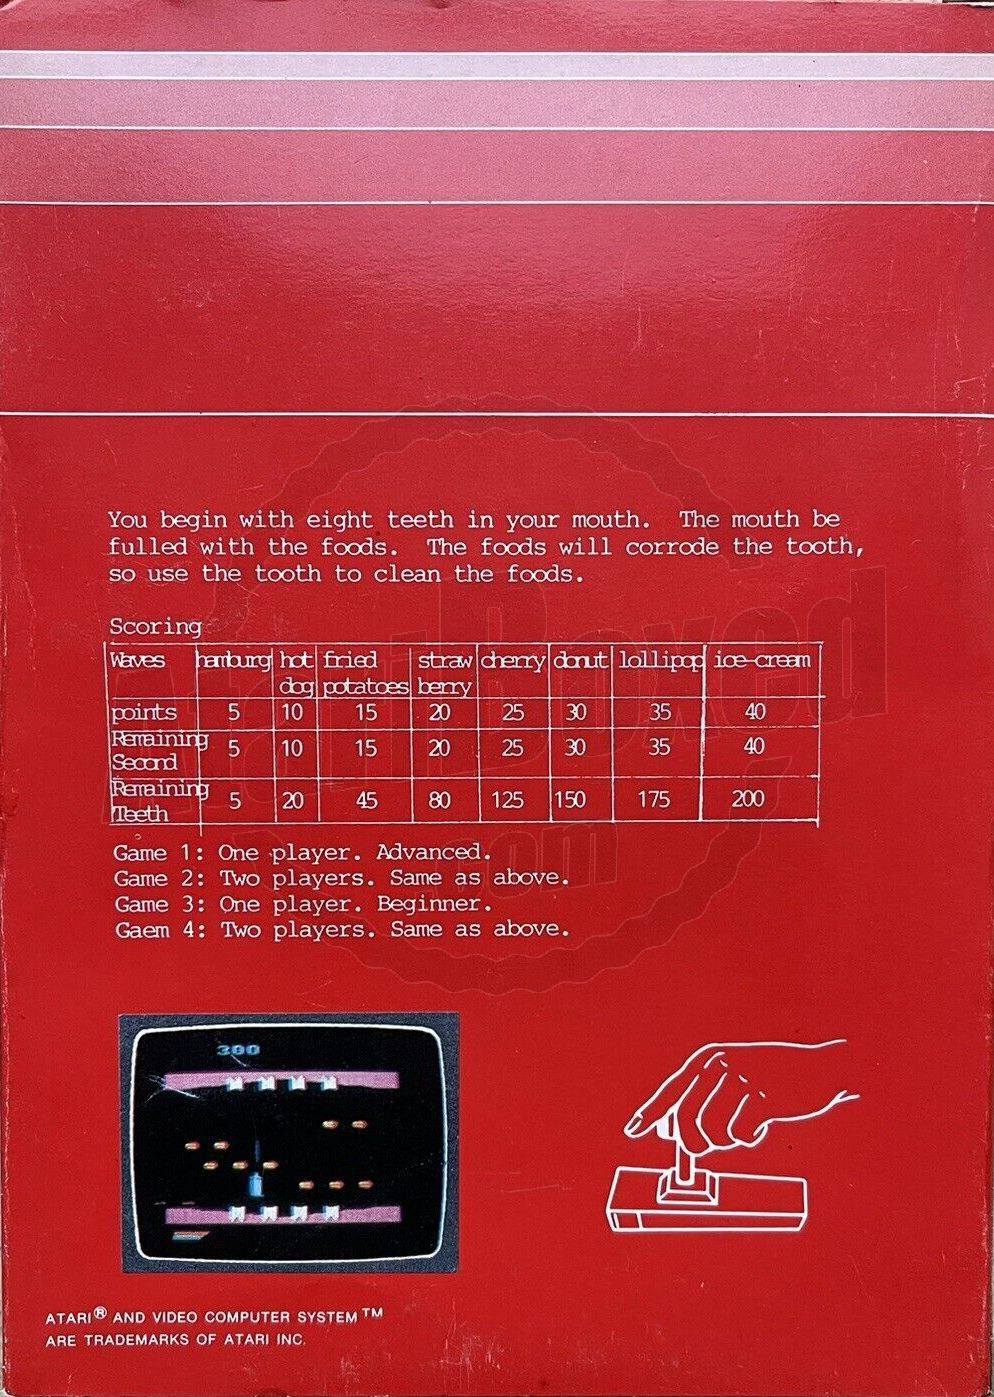 You begin with eight teeth in your mouth. The mouth be
fulled with the foods. The foods will corrode the tooth,
so use the tooth to clean the foods.
Scoring
Waves hamburg hot dog fried potatoes straw berry cherry donut lollipop ice-cream
points 5 10 15 20 25 30 35 40
Remaining Second 5 10 15 20 25 30 35 40
Remaining Teeth 5 20 45 80 125 150 175 200
Game 1: One player. Advanced.
Game 2: Two players. Same as above.
Game 3: One player. Beginner.
Gaem 4: Two players. Same as above.
300
ATARI® AND VIDEO COMPUTER SYSTEM™
ARE TRADEMARKS OF ATARI INC.
AtariBoxed
.com